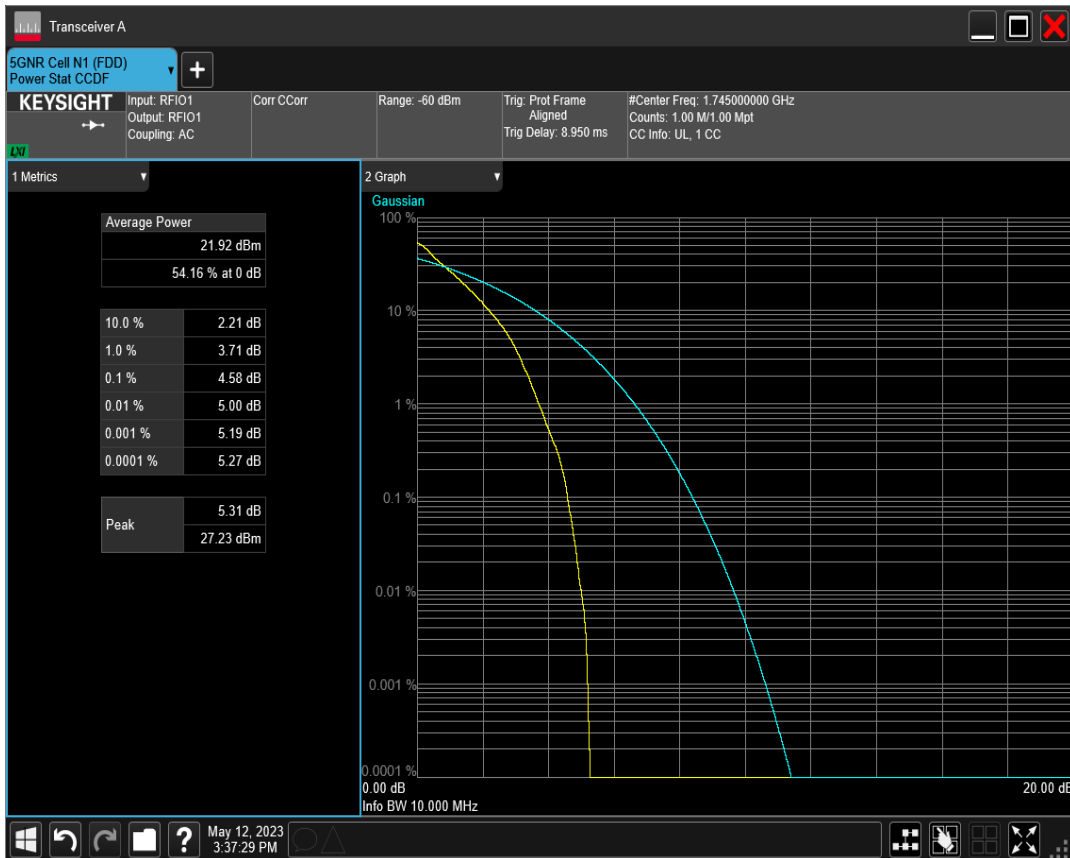 Transceiver A
5GNR Cell N1 (FDD)
Power Stat CCDF
+
KEYSIGHT
LXI
Input: RFIO1
Output: RFIO1
Coupling: AC
Corr CCorr
Range: -60 dBm
Trig: Prot Frame
Aligned
Trig Delay: 8.950 ms
#Center Freq: 1.745000000 GHz
Counts: 1.00 M/1.00 Mpt
CC Info: UL, 1 CC
1 Metrics
Average Power
21.92 dBm
54.16 % at 0 dB
10.0 % 2.21 dB
1.0 % 3.71 dB
0.1 % 4.58 dB
0.01 % 5.00 dB
0.001 % 5.19 dB
0.0001 % 5.27 dB
Peak
5.31 dB
27.23 dBm
2 Graph
Gaussian
100 %
10 %
1 %
0.1 %
0.01 %
0.001 %
0.0001 %
0.00 dB
20.00 dB
Info BW 10.000 MHz
?
May 12, 2023
3:37:29 PM